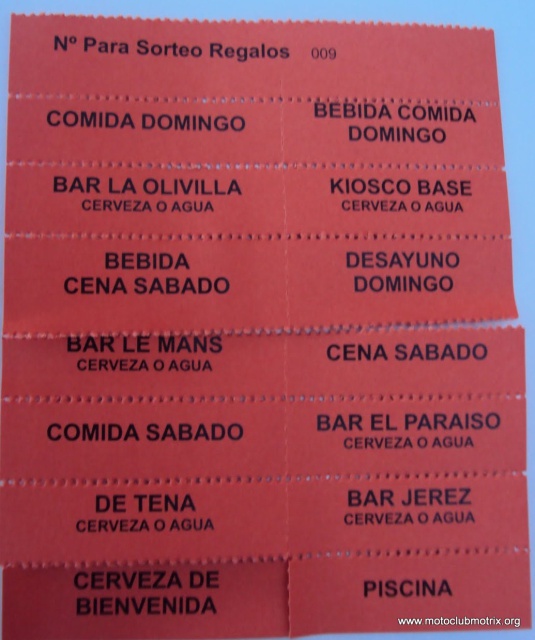 Nº Para Sorteo Regalos 009
COMIDA DOMINGO
BEBIDA COMIDA
DOMINGO
BAR LA OLIVILLA
CERVEZA O AGUA
KIOSCO BASE
CERVEZA O AGUA
BEBIDA
CENA SABADO
DESAYUNO
DOMINGO
BAR LE MANS
CERVEZA O AGUA
CENA SABADO
COMIDA SABADO
BAR EL PARAISO
CERVEZA O AGUA
DE TENA
CERVEZA O AGUA
BAR JEREZ
CERVEZA O AGUA
CERVEZA DE
BIENVENIDA
PISCINA
www.motoclubmotrix.org